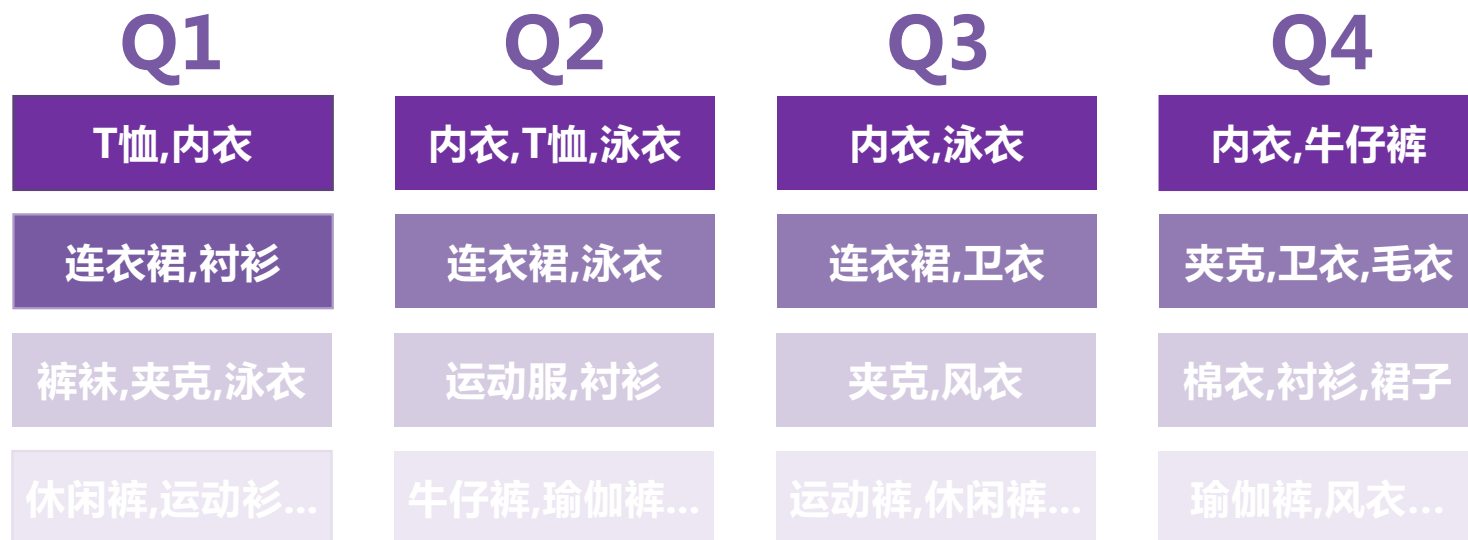 Q1 Q2 Q3 Q4
T恤,内衣 内衣,T恤,泳衣 内衣,泳衣 内衣,牛仔裤
连衣裙,衬衫 连衣裙,泳衣 连衣裙,卫衣 夹克,卫衣,毛衣
裤袜,夹克,泳衣 运动服,衬衫 夹克,风衣 棉衣,衬衫,裙子
休闲裤,运动衫... 牛仔裤,瑜伽裤... 运动裤,休闲裤... 瑜伽裤,风衣...